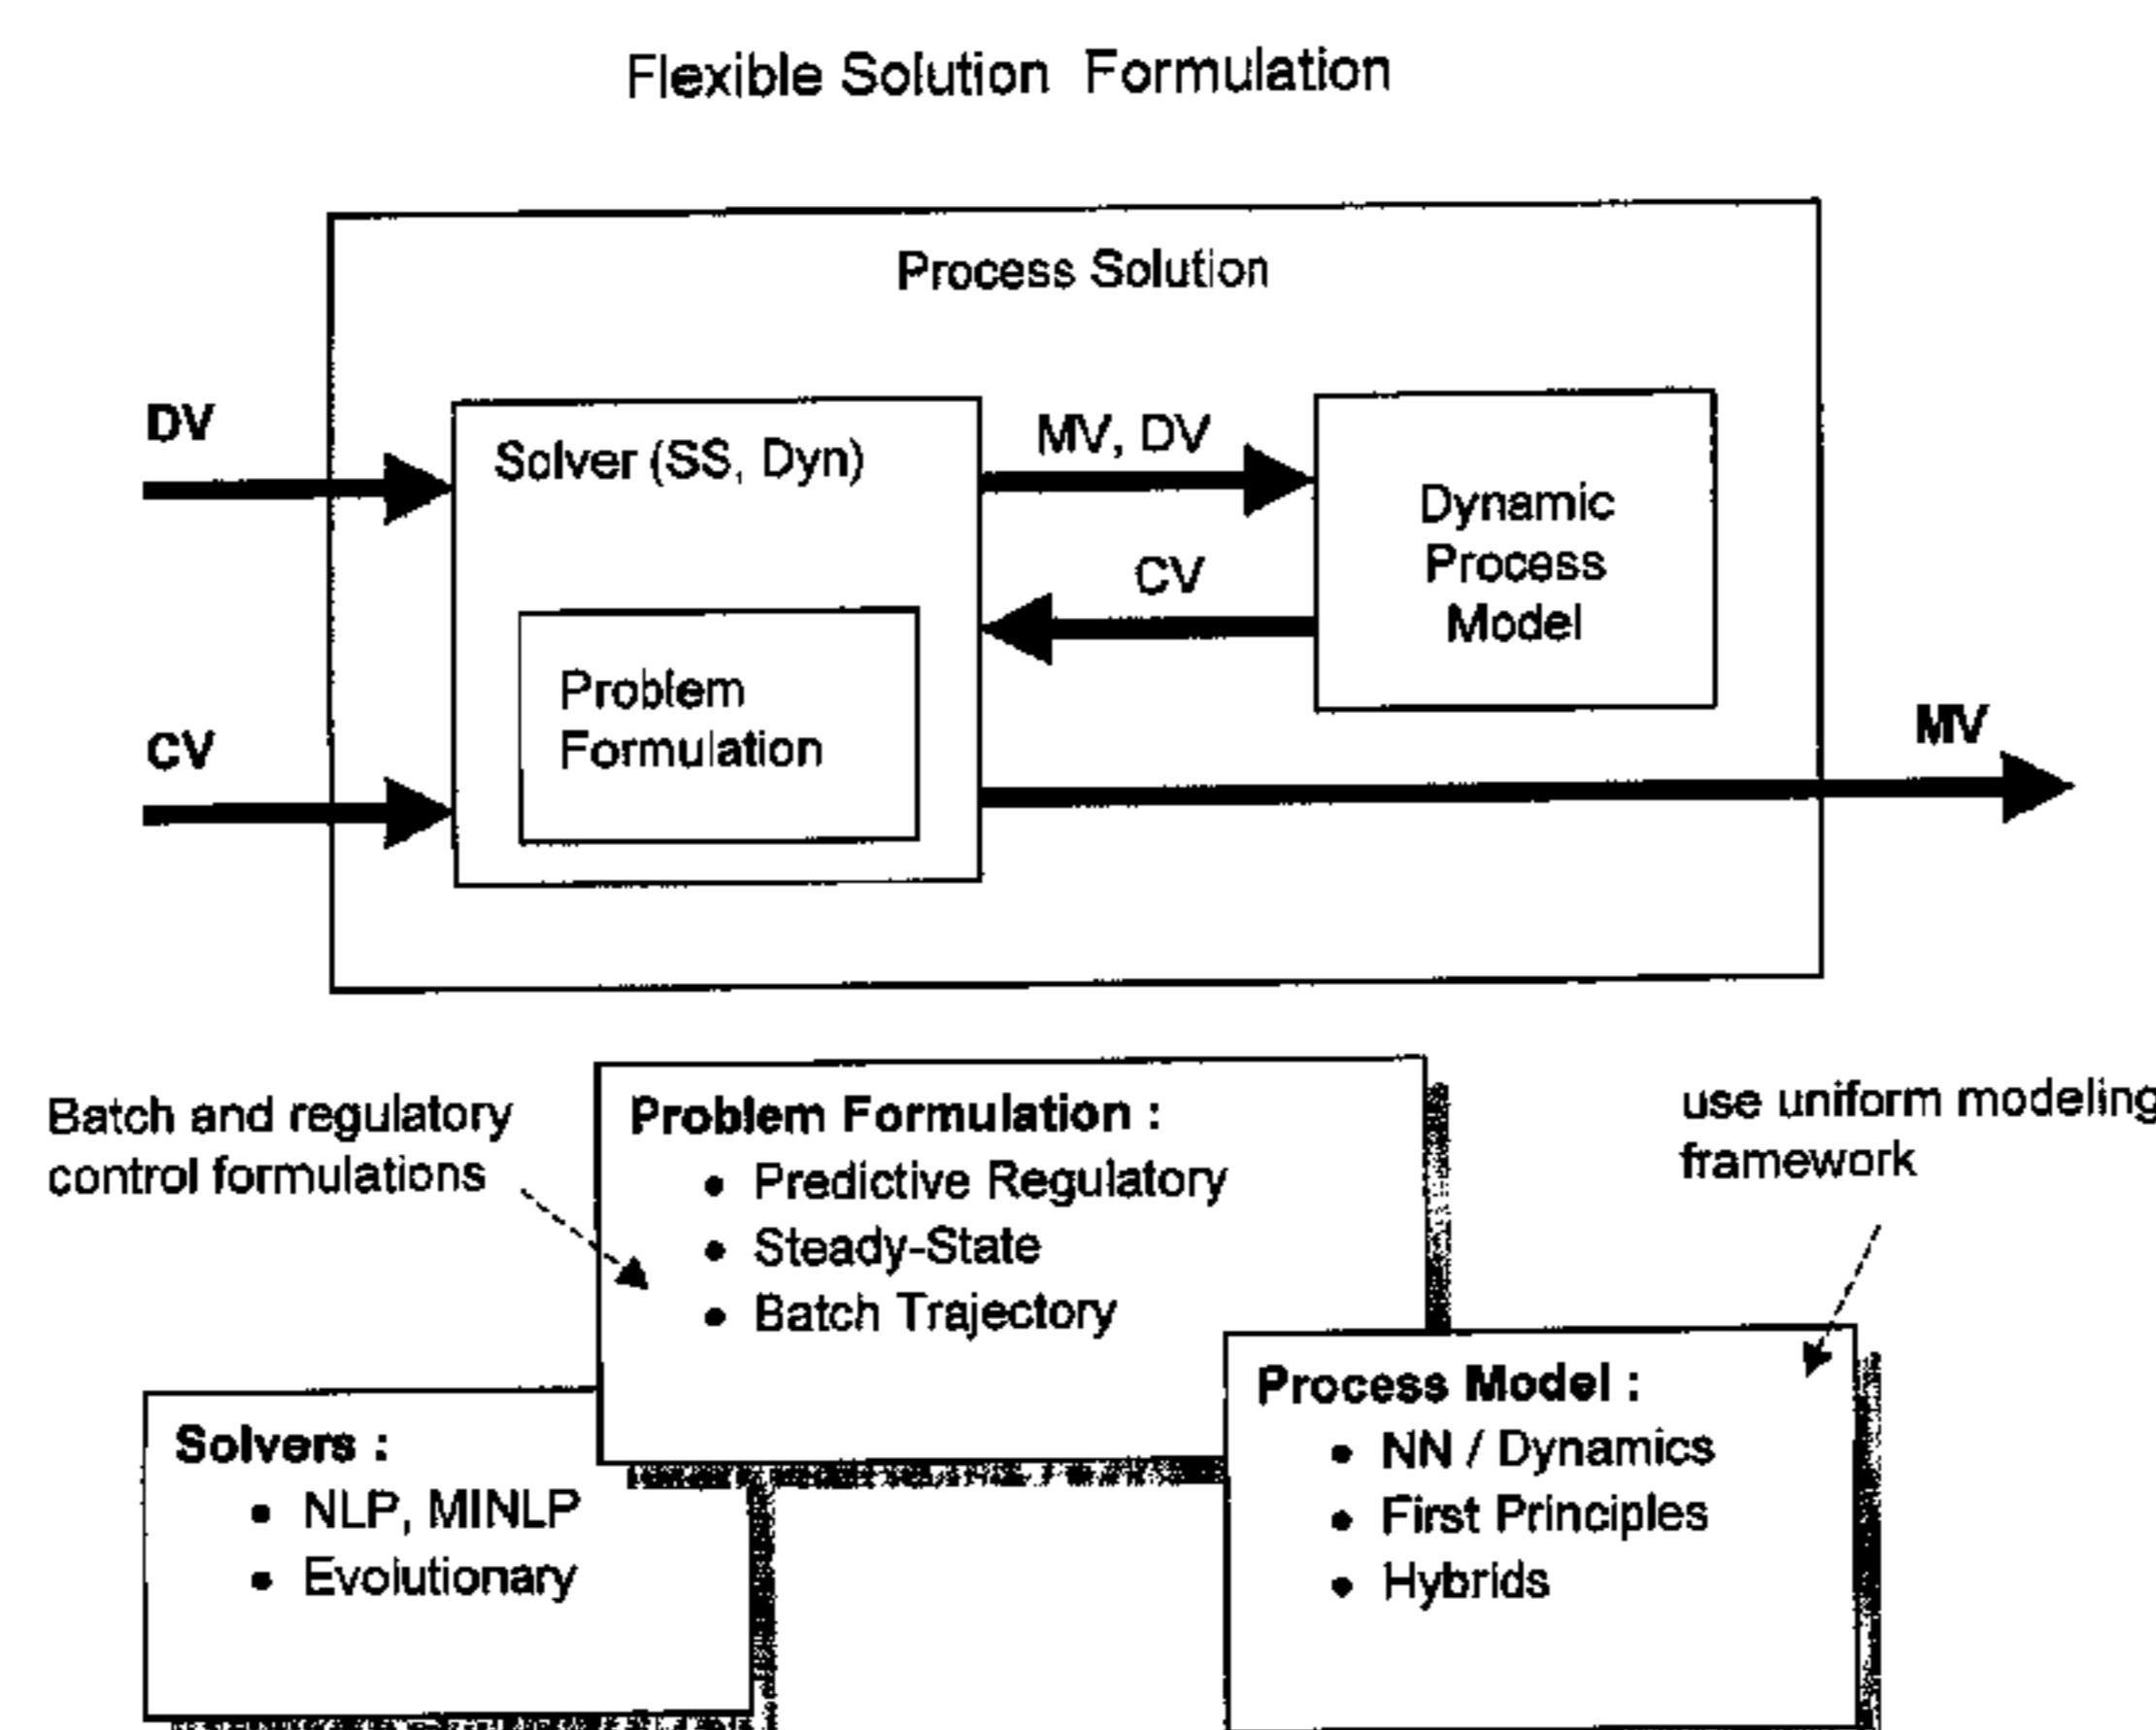 Flexible Solution Formulation
Process Solution
DV
Solver (SS, Dyn)
MV, DV
Dynamic
Process
Model
CV
Problem
Formulation
CV
MV
Batch and regulatory
control formulations
Problem Formulation :
• Predictive Regulatory
• Steady-State
• Batch Trajectory
use uniform modeling
framework
Solvers :
• NLP, MINLP
• Evolutionary
Process Model :
• NN / Dynamics
• First Principles
• Hybrids